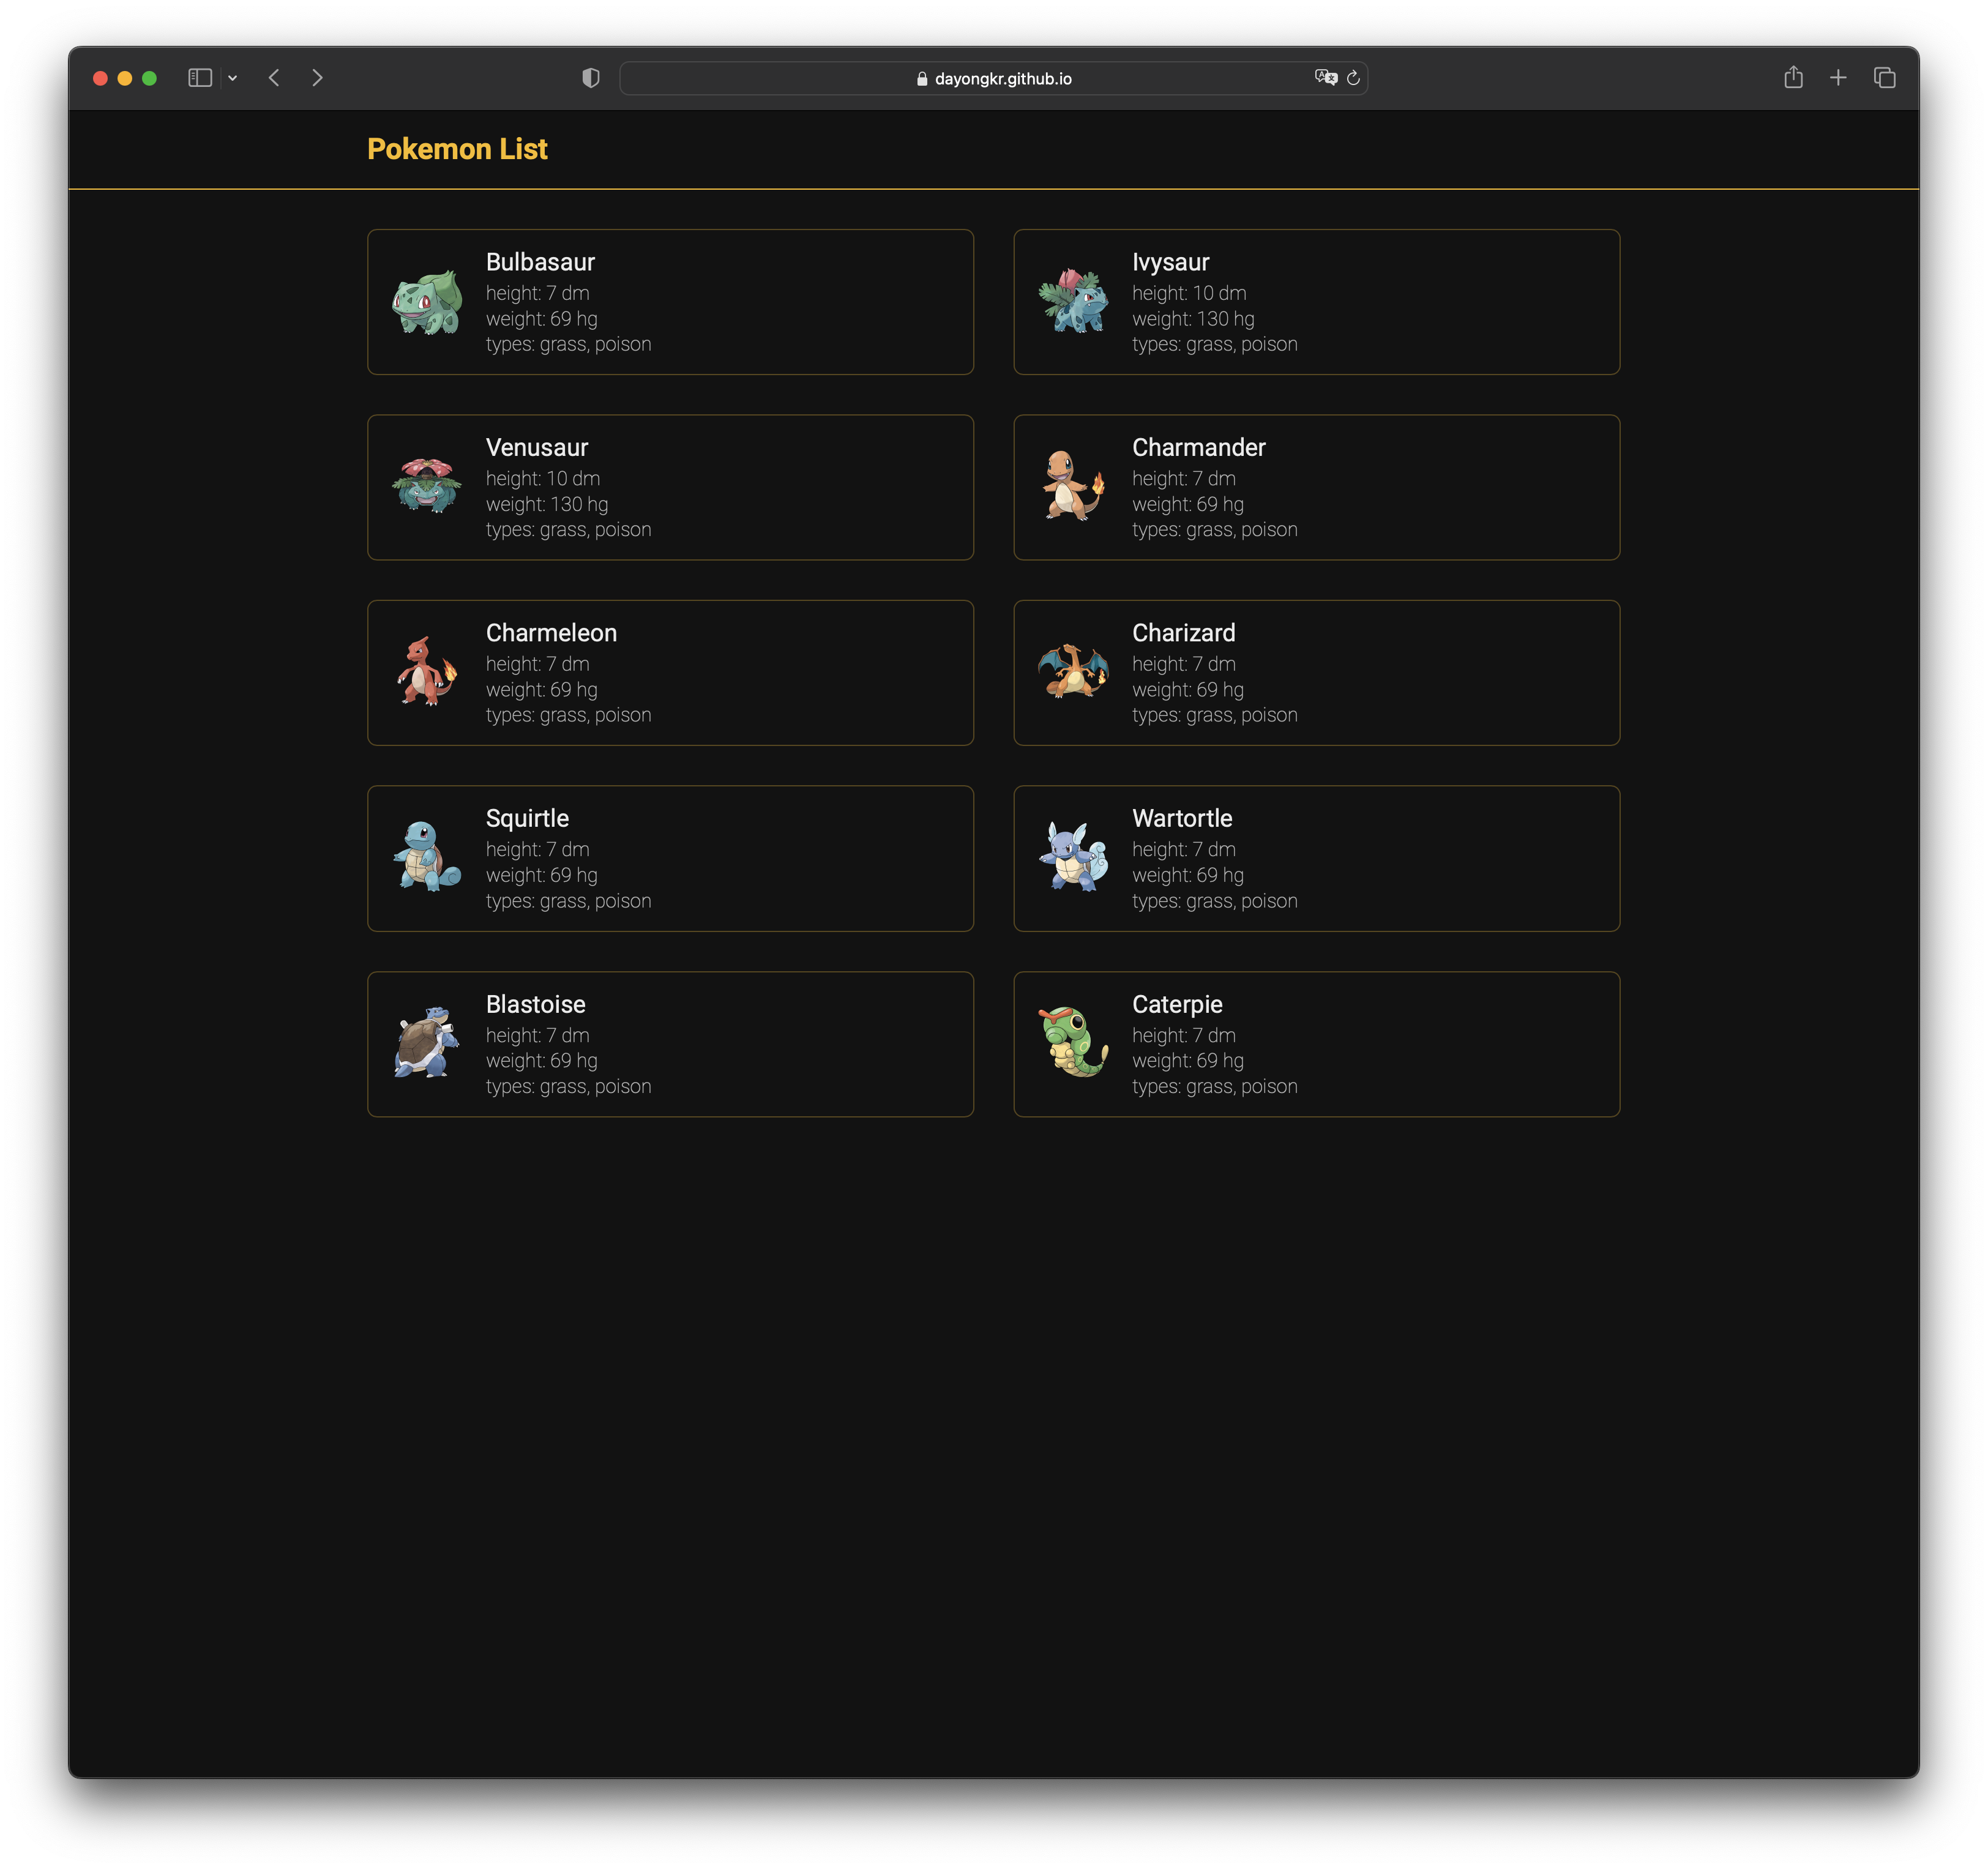 dayongkr.github.io
Pokemon List
Bulbasaur
height: 7 dm
weight: 69 hg
types: grass, poison
Ivysaur
height: 10 dm
weight: 130 hg
types: grass, poison
Venusaur
height: 10 dm
weight: 130 hg
types: grass, poison
Charmander
height: 7 dm
weight: 69 hg
types: grass, poison
Charmeleon
height: 7 dm
weight: 69 hg
types: grass, poison
Charizard
height: 7 dm
weight: 69 hg
types: grass, poison
Squirtle
height: 7 dm
weight: 69 hg
types: grass, poison
Wartortle
height: 7 dm
weight: 69 hg
types: grass, poison
Blastoise
height: 7 dm
weight: 69 hg
types: grass, poison
Caterpie
height: 7 dm
weight: 69 hg
types: grass, poison